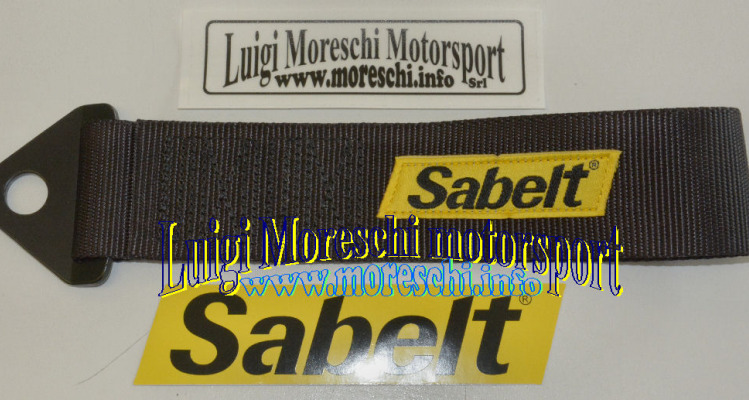 Luigi Moreschi Motorsport
www.moreschi.info
Srl
Sabelt®
Luigi Moreschi motorsport
www.moreschi.info
Sabelt®